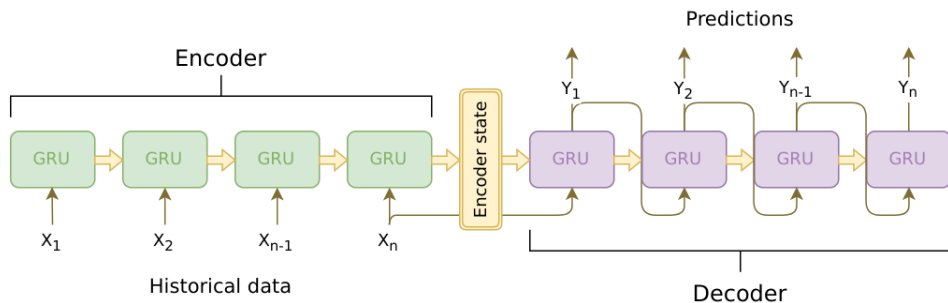 Predictions
Encoder
Y1 Y2 Yn-1 Yn
GRU GRU GRU GRU Encoder state GRU GRU GRU GRU
X1 X2 Xn-1 Xn
Historical data
Decoder